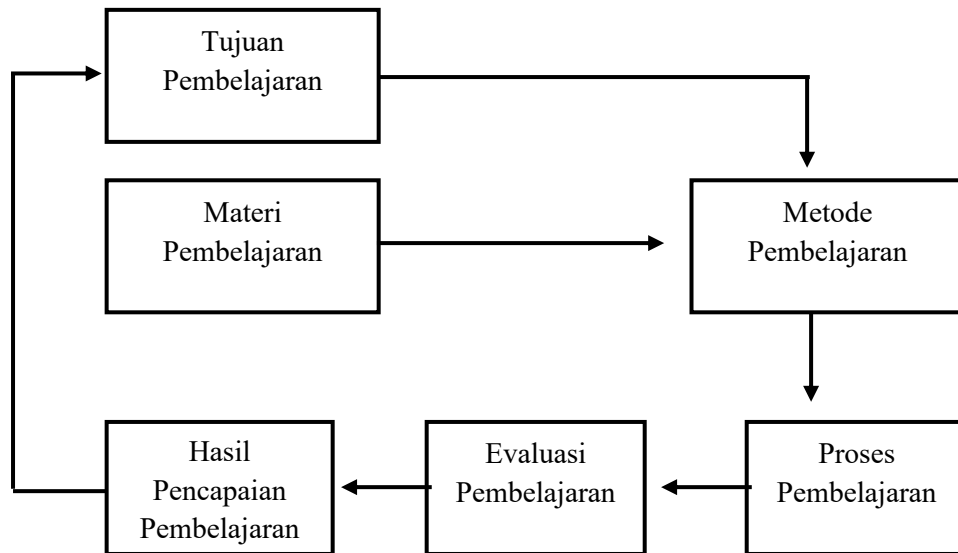 Tujuan
Pembelajaran
Materi
Pembelajaran
Metode
Pembelajaran
Hasil
Pencapaian
Pembelajaran
Evaluasi
Pembelajaran
Proses
Pembelajaran